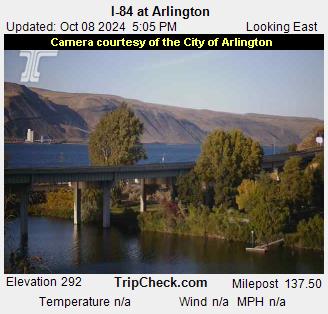 I-84 at Arlington
Updated: Oct 08 2024 5:05 PM Looking East
Camera courtesy of the City of Arlington
Elevation 292 TripCheck.com Milepost 137.50
Temperature n/a Wind n/a MPH n/a